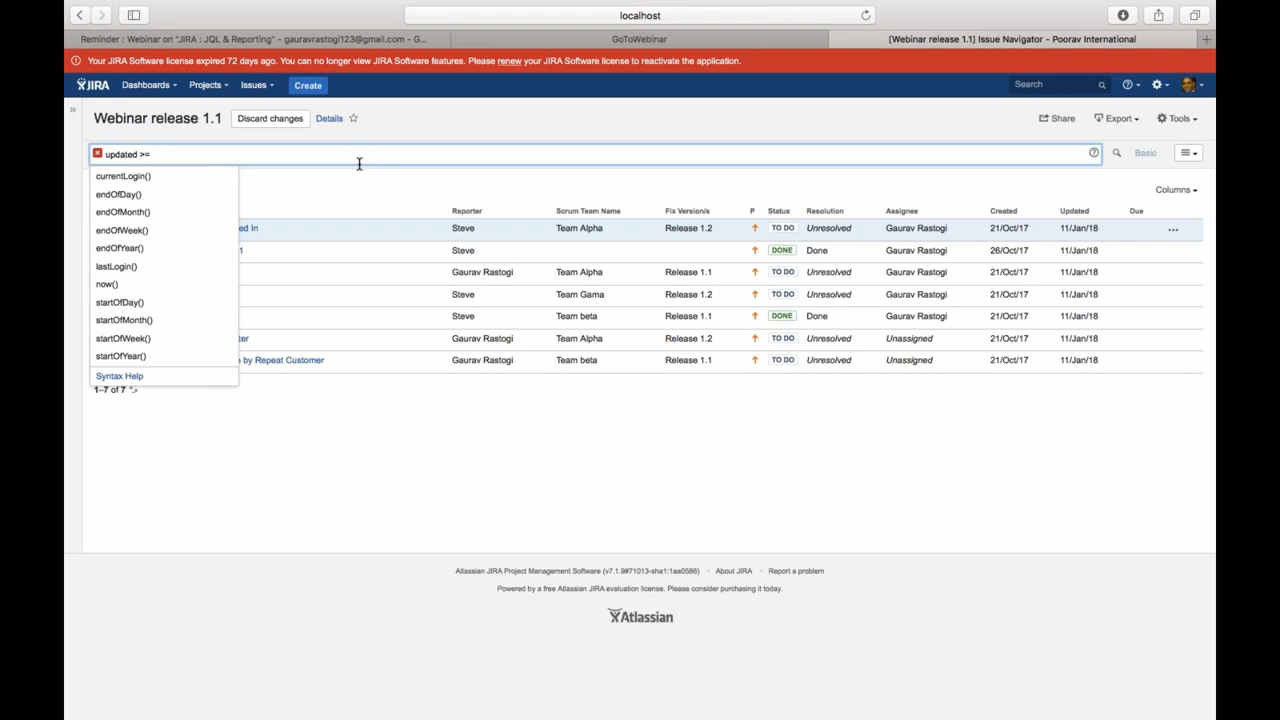 localhost
Reminder : Webinar on "JIRA : JQL & Reporting" - gauravrastogi123@gmail.com - G...
GoToWebinar
[Webinar release 1.1] Issue Navigator - Poorav International
Your JIRA Software license expired 72 days ago. You can no longer view JIRA Software features. Please renew your JIRA Software license to reactivate the application.
JIRA Dashboards Projects Issues Create Search
Webinar release 1.1 Discard changes Details Share Export Tools
updated >= Basic
Columns
currentLogin()
endOfDay()
endOfMonth()
endOfWeek()
endOfYear()
lastLogin()
now()
startOfDay()
startOfMonth()
startOfWeek()
startOfYear()
Syntax Help
Reporter Scrum Team Name Fix Version/s P Status Resolution Assignee Created Updated Due
ed In Steve Team Alpha Release 1.2 TO DO Unresolved Gaurav Rastogi 21/Oct/17 11/Jan/18 ...
1 Steve DONE Done Gaurav Rastogi 26/Oct/17 11/Jan/18
Gaurav Rastogi Team Alpha Release 1.1 TO DO Unresolved Gaurav Rastogi 21/Oct/17 11/Jan/18
Steve Team Gama Release 1.2 TO DO Unresolved Gaurav Rastogi 21/Oct/17 11/Jan/18
Steve Team beta Release 1.1 DONE Done Gaurav Rastogi 21/Oct/17 11/Jan/18
ter Gaurav Rastogi Team Alpha Release 1.2 TO DO Unresolved Unassigned 21/Oct/17 11/Jan/18
by Repeat Customer Gaurav Rastogi Team beta Release 1.1 TO DO Unresolved Unassigned 21/Oct/17 11/Jan/18
1–7 of 7
Atlassian JIRA Project Management Software (v7.1.9#71013-sha1:1aa0586) · About JIRA · Report a problem
Powered by a free Atlassian JIRA evaluation license. Please consider purchasing it today.
Atlassian